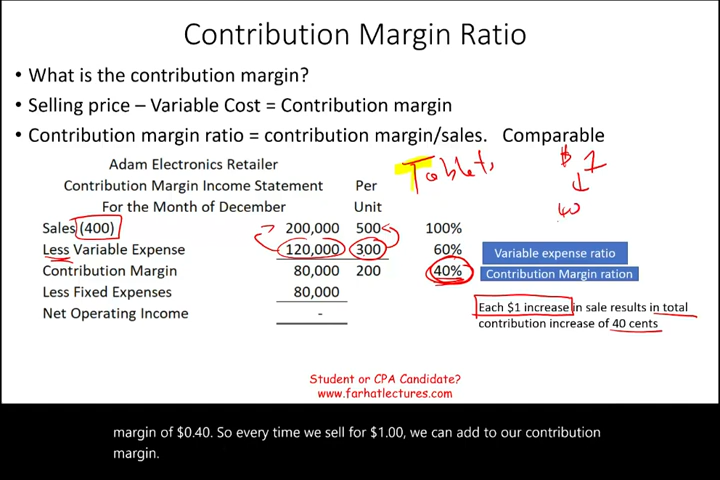 Contribution Margin Ratio
• What is the contribution margin?
• Selling price – Variable Cost = Contribution margin
• Contribution margin ratio = contribution margin/sales. Comparable
Tablets
$ 1
40
Adam Electronics Retailer
Contribution Margin Income Statement Per
For the Month of December Unit
Sales (400) 200,000 500 100%
Less Variable Expense 120,000 300 60% Variable expense ratio
Contribution Margin 80,000 200 40% Contribution Margin ration
Less Fixed Expenses 80,000
Net Operating Income -
Each $1 increase in sale results in total
contribution increase of 40 cents
Student or CPA Candidate?
www.farhatlectures.com
margin of $0.40. So every time we sell for $1.00, we can add to our contribution
margin.